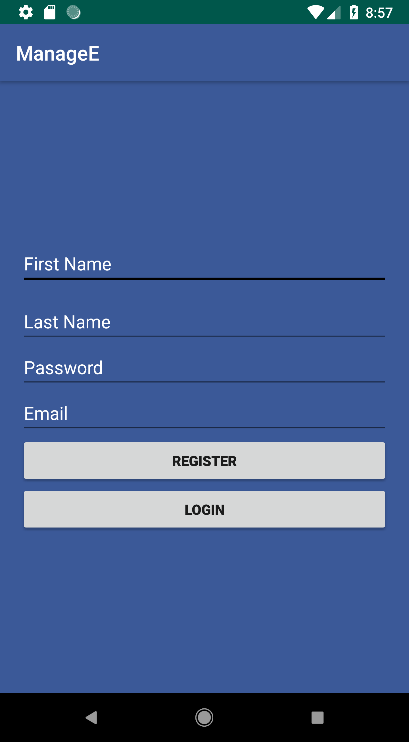 8:57
ManageE
First Name
Last Name
Password
Email
REGISTER
LOGIN